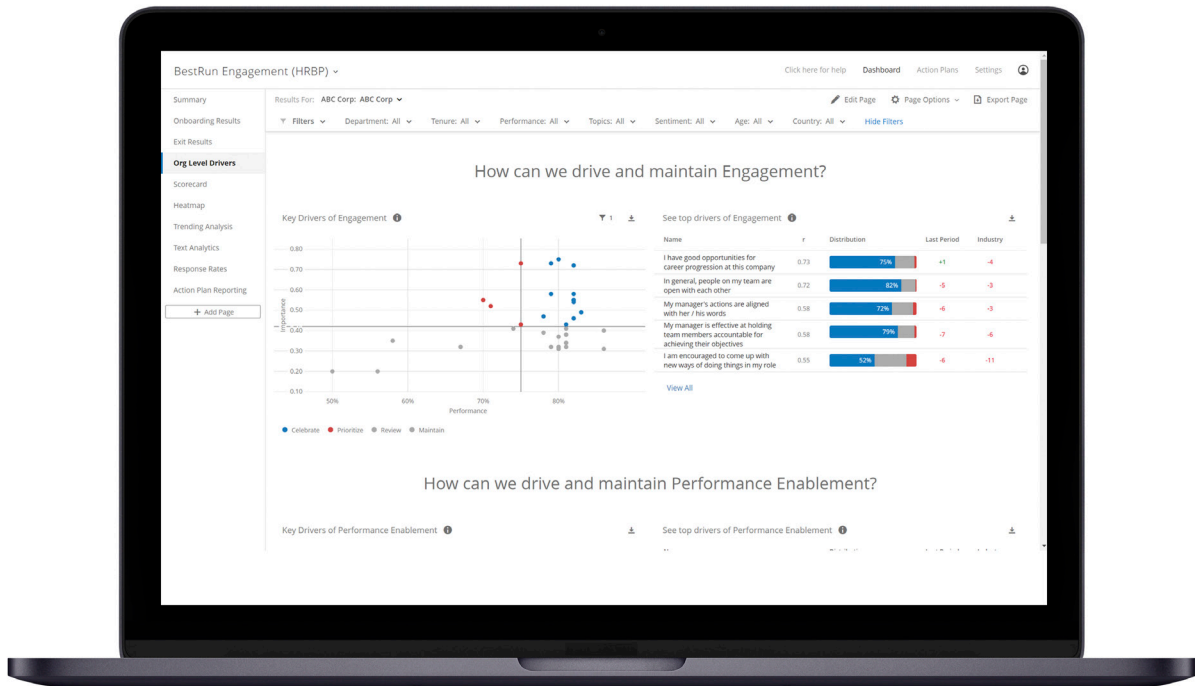 BestRun Engagement (HRBP)
Click here for help Dashboard Action Plans Settings
Summary
Onboarding Results
Exit Results
Org Level Drivers
Scorecard
Heatmap
Trending Analysis
Text Analytics
Response Rates
Action Plan Reporting
+ Add Page
Results For: ABC Corp: ABC Corp
Edit Page Page Options Export Page
Filters Department: All Tenure: All Performance: All Topics: All Sentiment: All Age: All Country: All Hide Filters
How can we drive and maintain Engagement?
Key Drivers of Engagement
1
Importance
0.80
0.70
0.60
0.50
0.40
0.30
0.20
0.10
50% 60% 70% 80%
Performance
Celebrate Prioritize Review Maintain
See top drivers of Engagement
Name r Distribution Last Period Industry
I have good opportunities for
career progression at this company
0.73 75% +1 -4
In general, people on my team are
open with each other
0.72 82% -5 -3
My manager's actions are aligned
with her / his words
0.58 72% -6 -3
My manager is effective at holding
team members accountable for
achieving their objectives
0.58 79% -7 -6
I am encouraged to come up with
new ways of doing things in my role
0.55 52% -6 -11
View All
How can we drive and maintain Performance Enablement?
Key Drivers of Performance Enablement
See top drivers of Performance Enablement